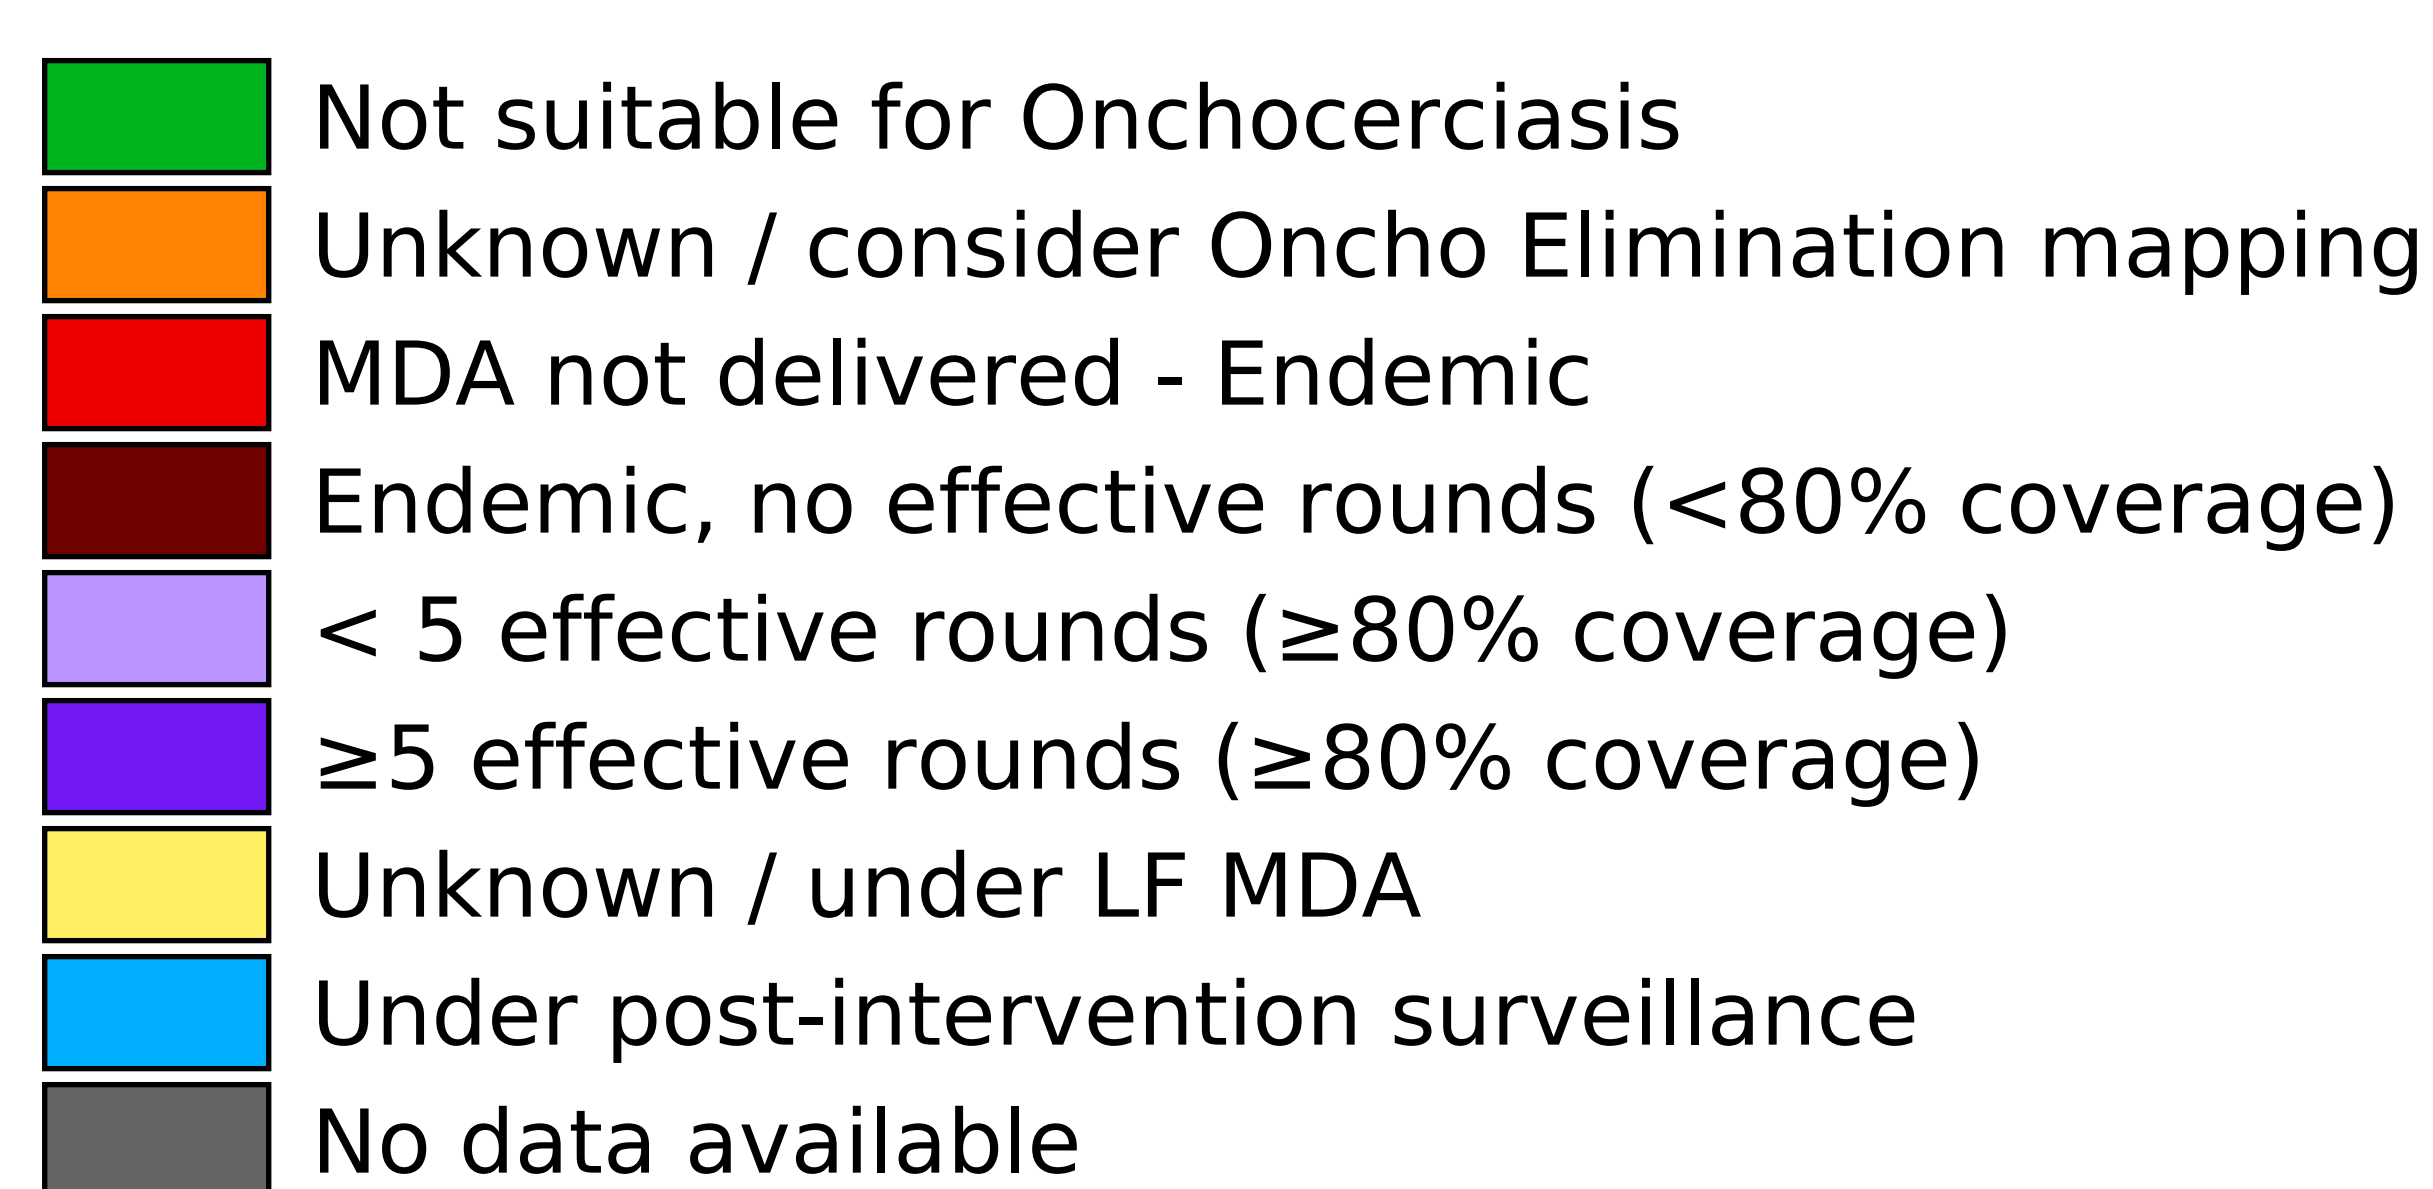 Not suitable for Onchocerciasis
Unknown / consider Oncho Elimination mapping
MDA not delivered - Endemic
Endemic, no effective rounds (<80% coverage)
< 5 effective rounds (≥80% coverage)
≥5 effective rounds (≥80% coverage)
Unknown / under LF MDA
Under post-intervention surveillance
No data available